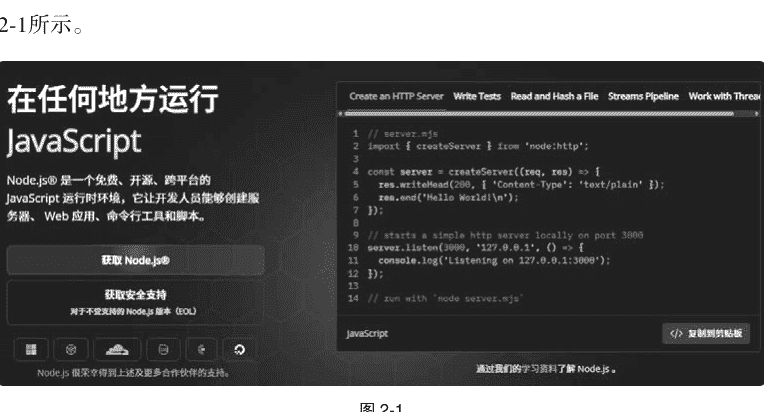 2-1所示。
在任何地方运行
JavaScript
Node.js® 是一个免费、开源、跨平台的
JavaScript 运行时环境，它让开发人员能够创建服
务器、 Web 应用、命令行工具和脚本。
获取 Node.js®
获取安全支持
对于不受支持的 Node.js 版本（EOL）
Node.js 很荣幸得到上述及更多合作伙伴的支持。
Create an HTTP Server Write Tests Read and Hash a File Streams Pipeline Work with Thread
1 // server.mjs
2 import { createServer } from 'node:http';
3
4 const server = createServer((req, res) => {
5 res.writeHead(200, { 'Content-Type': 'text/plain' });
6 res.end('Hello World!\n');
7 });
8
9 // starts a simple http server locally on port 3000
10 server.listen(3000, '127.0.0.1', () => {
11 console.log('Listening on 127.0.0.1:3000');
12 });
13
14 // run with `node server.mjs`
JavaScript
</> 复制到剪贴板
通过我们的学习资料了解 Node.js 。
图 2-1